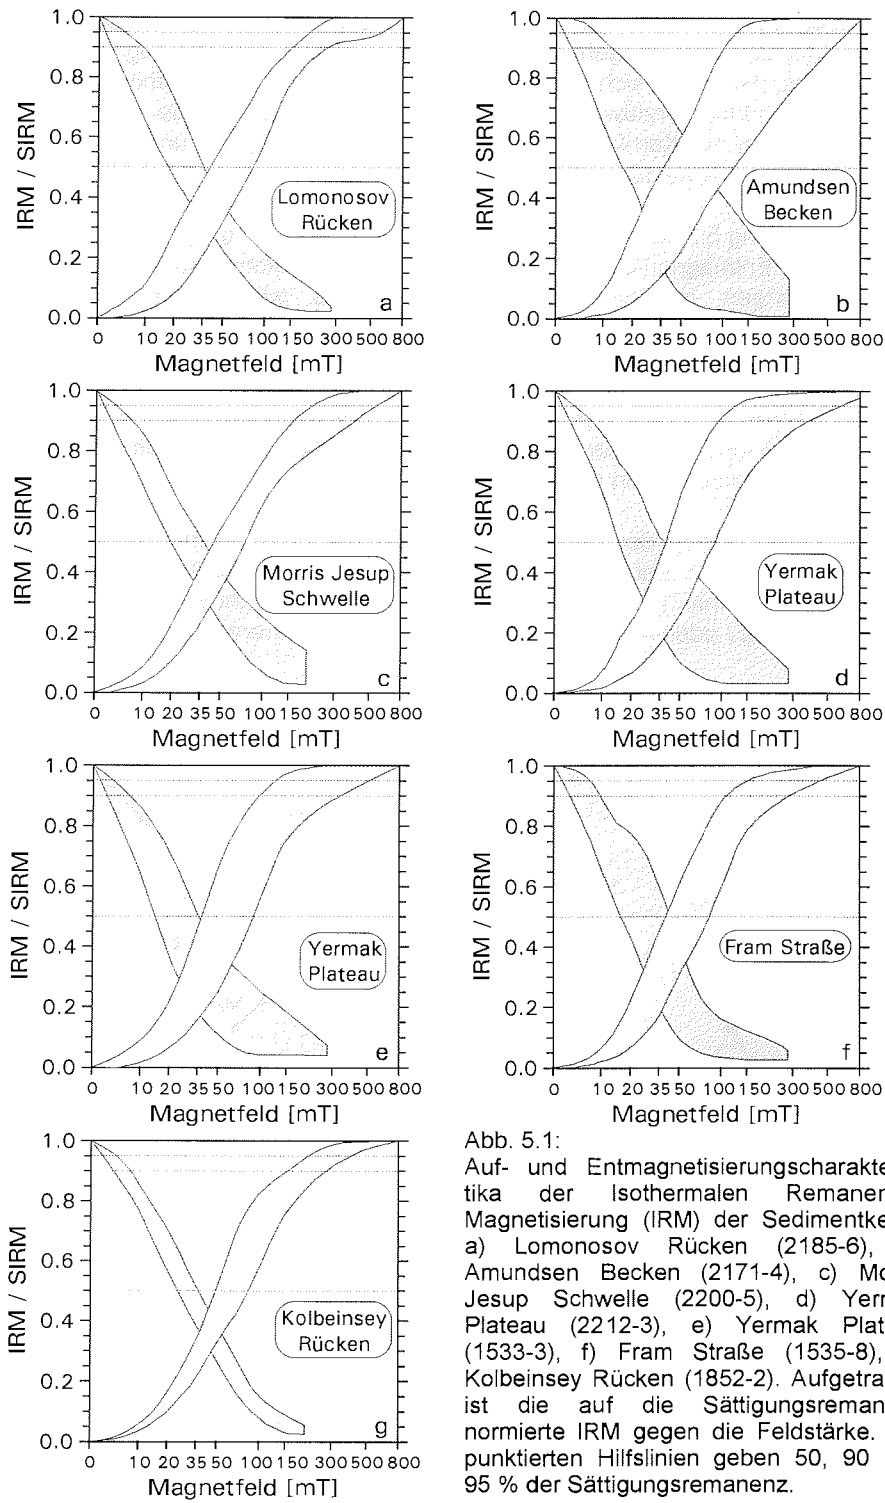 1.0
0.8
0.6
0.4
0.2
0.0
IRM / SIRM
Lomonosov
Rücken
a
0 10 20 35 50 100 150 300 500 800
Magnetfeld [mT]
1.0
0.8
0.6
0.4
0.2
0.0
IRM / SIRM
Amundsen
Becken
b
0 10 20 35 50 100 150 300 500 800
Magnetfeld [mT]
1.0
0.8
0.6
0.4
0.2
0.0
IRM / SIRM
Morris Jesup
Schwelle
c
0 10 20 35 50 100 150 300 500 800
Magnetfeld [mT]
1.0
0.8
0.6
0.4
0.2
0.0
IRM / SIRM
Yermak
Plateau
d
0 10 20 35 50 100 150 300 500 800
Magnetfeld [mT]
1.0
0.8
0.6
0.4
0.2
0.0
IRM / SIRM
Yermak
Plateau
e
0 10 20 35 50 100 150 300 500 800
Magnetfeld [mT]
1.0
0.8
0.6
0.4
0.2
0.0
IRM / SIRM
Fram Straße
f
0 10 20 35 50 100 150 300 500 800
Magnetfeld [mT]
1.0
0.8
0.6
0.4
0.2
0.0
IRM / SIRM
Kolbeinsey
Rücken
g
0 10 20 35 50 100 150 300 500 800
Magnetfeld [mT]
Abb. 5.1:
Auf- und Entmagnetisierungscharakte
tika der Isothermalen Remanen
Magnetisierung (IRM) der Sedimentke
a) Lomonosov Rücken (2185-6),
Amundsen Becken (2171-4), c) Mo
Jesup Schwelle (2200-5), d) Yerr
Plateau (2212-3), e) Yermak Plat
(1533-3), f) Fram Straße (1535-8),
Kolbeinsey Rücken (1852-2). Aufgetra
ist die auf die Sättigungsreman
normierte IRM gegen die Feldstärke.
punktierten Hilfslinien geben 50, 90
95 % der Sättigungsremanenz.